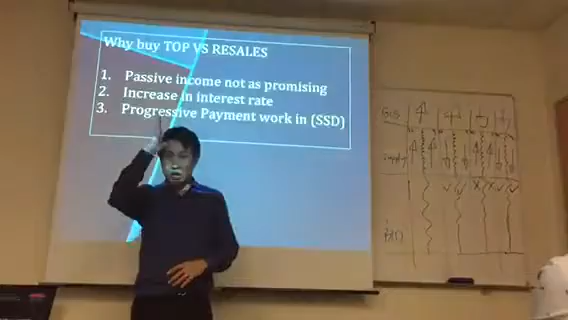 Why buy TOP VS RESALES
1. Passive income not as promising
2. Increase in interest rate
3. Progressive Payment work in (SSD)